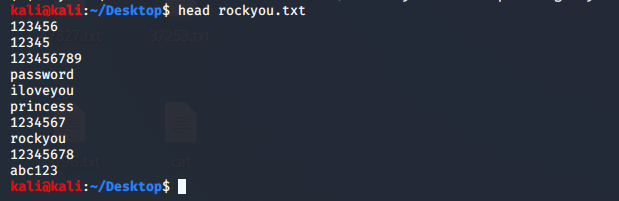 kali@kali:~/Desktop$ head rockyou.txt
123456
12345
123456789
password
iloveyou
princess
1234567
rockyou
12345678
abc123
kali@kali:~/Desktop$